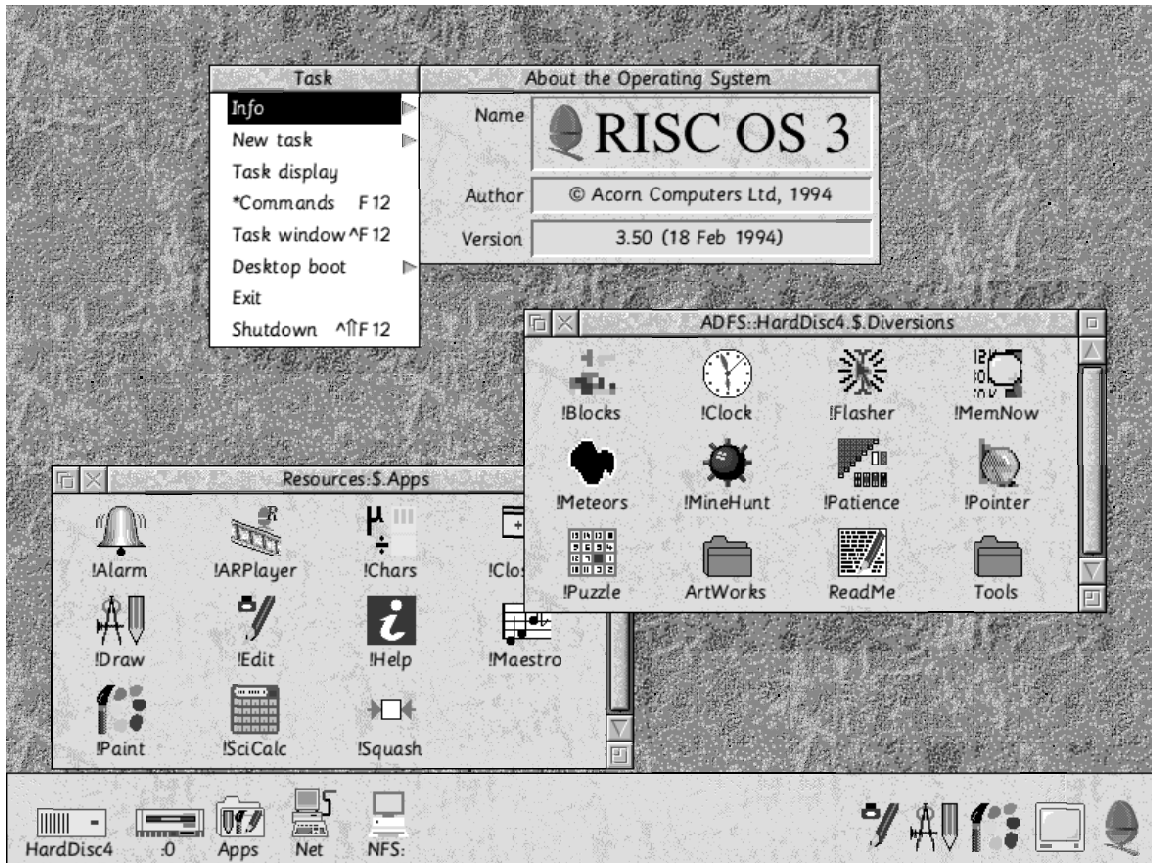 Task
Info
New task
Task display
*Commands F12
Task window ^F12
Desktop boot
Exit
Shutdown ^⇑F12
About the Operating System
Name RISC OS 3
Author © Acorn Computers Ltd, 1994
Version 3.50 (18 Feb 1994)
ADFS::HardDisc4.$.Diversions
!Blocks !Clock !Flasher !MemNow
!Meteors !MineHunt !Patience !Pointer
!Puzzle ArtWorks ReadMe Tools
Resources:$.Apps
!Alarm !ARPlayer !Chars !Clos
!Draw !Edit !Help !Maestro
!Paint !SciCalc !Squash
HardDisc4 :0 Apps Net NFS: